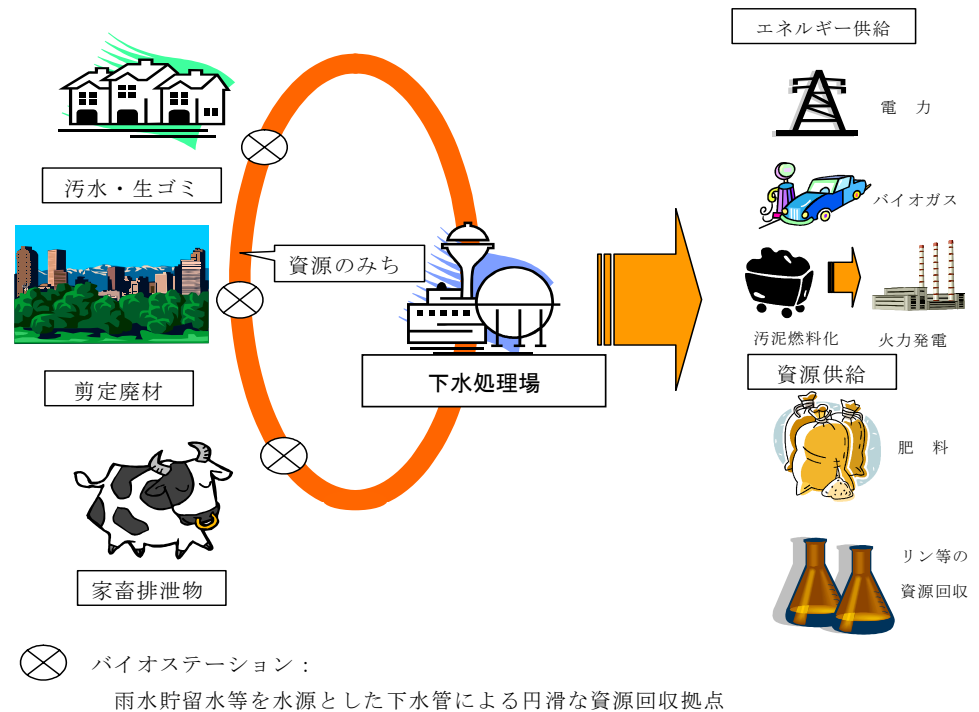 エネルギー供給
電　力
汚水・生ゴミ
バイオガス
資源のみち
汚泥燃料化
火力発電
下水処理場
資源供給
剪定廃材
肥　料
リン等の
資源回収
家畜排泄物
バイオステーション：
雨水貯留水等を水源とした下水管による円滑な資源回収拠点